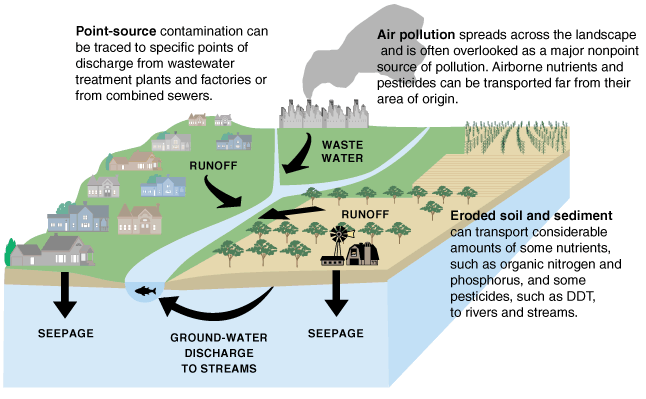 Point-source contamination can
be traced to specific points of
discharge from wastewater
treatment plants and factories or
from combined sewers.
Air pollution spreads across the landscape
and is often overlooked as a major nonpoint
source of pollution. Airborne nutrients and
pesticides can be transported far from their
area of origin.
WASTE
WATER
RUNOFF
RUNOFF
Eroded soil and sediment
can transport considerable
amounts of some nutrients,
such as organic nitrogen and
phosphorus, and some
pesticides, such as DDT,
to rivers and streams.
SEEPAGE
GROUND-WATER
DISCHARGE
TO STREAMS
SEEPAGE